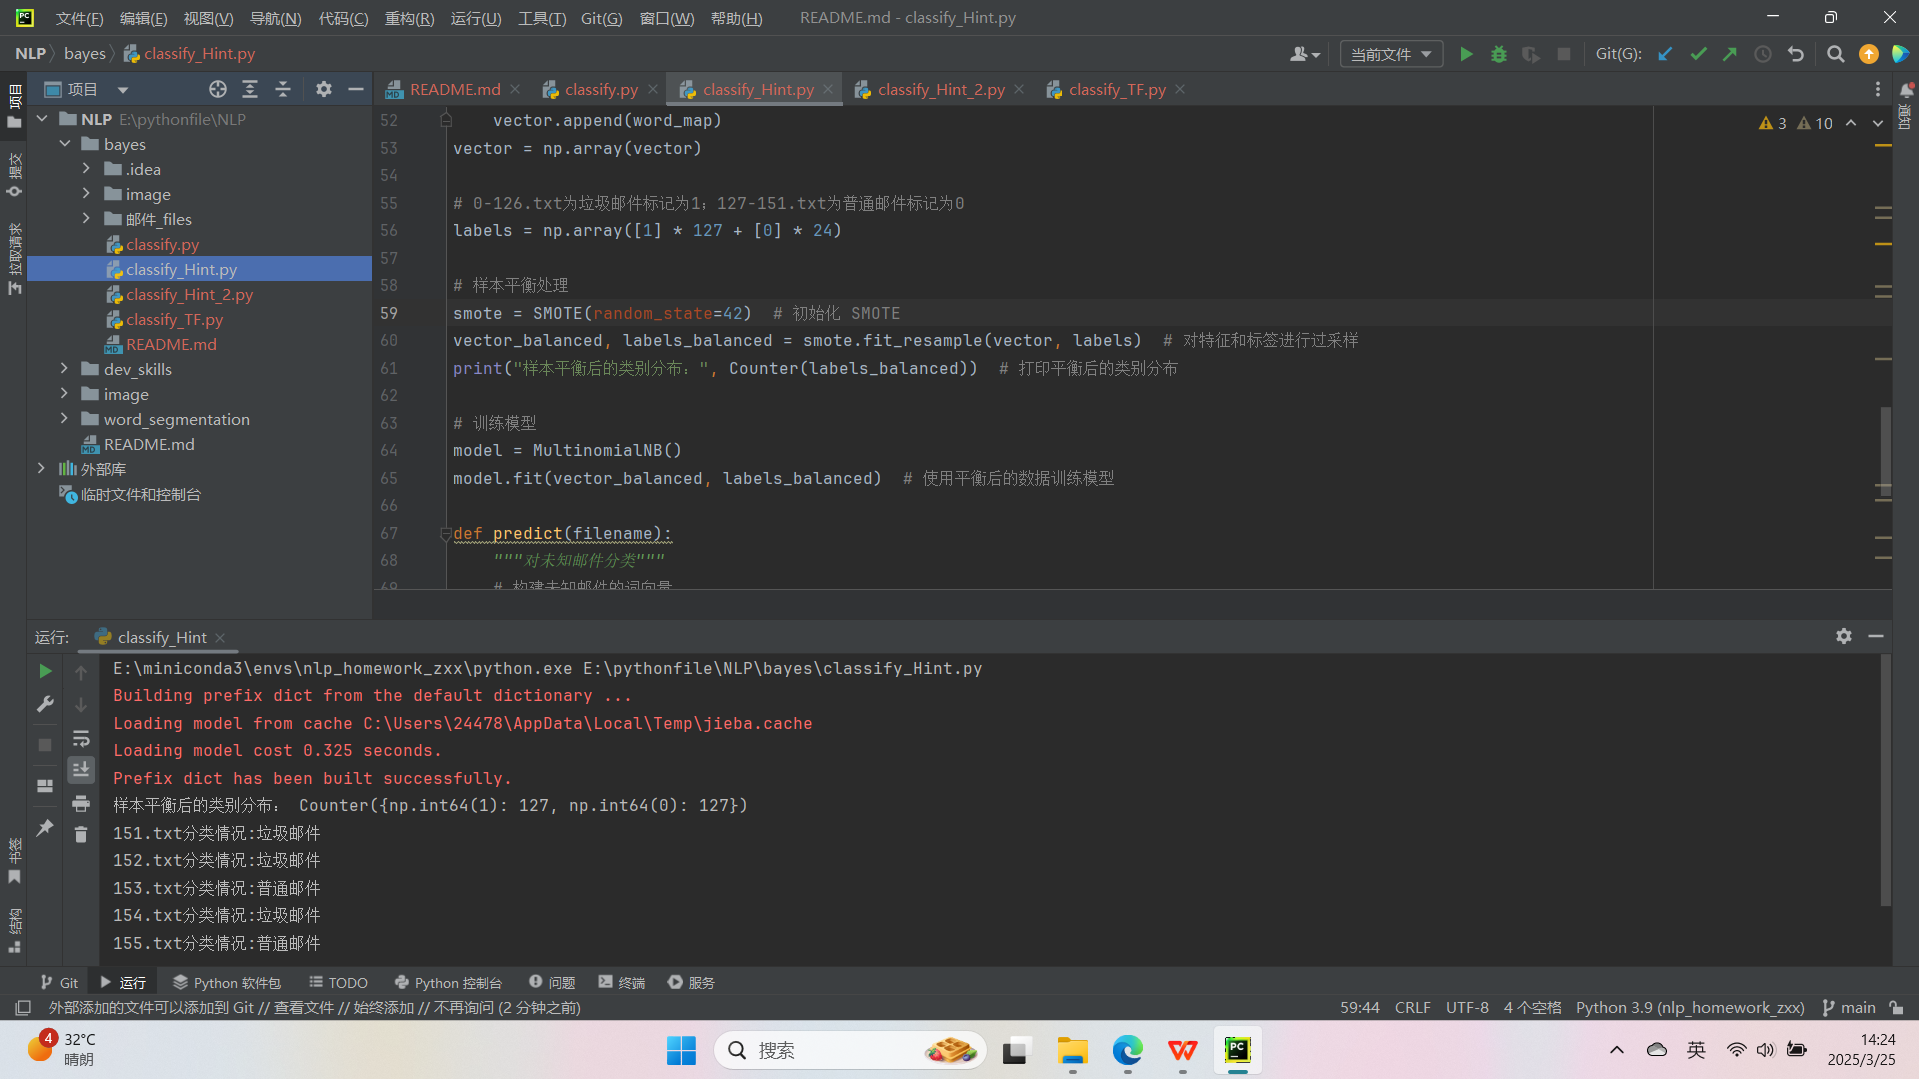 文件(F) 编辑(E) 视图(V) 导航(N) 代码(C) 重构(R) 运行(U) 工具(T) Git(G) 窗口(W) 帮助(H) README.md - classify_Hint.py
NLP bayes classify_Hint.py
当前文件 Git(G):
项目
README.md classify.py classify_Hint.py classify_Hint_2.py classify_TF.py
项目
提交
拉取请求
NLP E:\pythonfile\NLP
bayes
.idea
image
邮件_files
classify.py
classify_Hint.py
classify_Hint_2.py
classify_TF.py
README.md
dev_skills
image
word_segmentation
README.md
外部库
临时文件和控制台
3 10
通知
52 vector.append(word_map)
53 vector = np.array(vector)
54
55 # 0-126.txt为垃圾邮件标记为1；127-151.txt为普通邮件标记为0
56 labels = np.array([1] * 127 + [0] * 24)
57
58 # 样本平衡处理
59 smote = SMOTE(random_state=42)  # 初始化 SMOTE
60 vector_balanced, labels_balanced = smote.fit_resample(vector, labels)  # 对特征和标签进行过采样
61 print("样本平衡后的类别分布：", Counter(labels_balanced))  # 打印平衡后的类别分布
62
63 # 训练模型
64 model = MultinomialNB()
65 model.fit(vector_balanced, labels_balanced)  # 使用平衡后的数据训练模型
66
67 def predict(filename):
68 """对未知邮件分类"""
69 # 构建未知邮件的词向量
运行: classify_Hint
E:\miniconda3\envs\nlp_homework_zxx\python.exe E:\pythonfile\NLP\bayes\classify_Hint.py
Building prefix dict from the default dictionary ...
Loading model from cache C:\Users\24478\AppData\Local\Temp\jieba.cache
Loading model cost 0.325 seconds.
Prefix dict has been built successfully.
样本平衡后的类别分布： Counter({np.int64(1): 127, np.int64(0): 127})
151.txt分类情况:垃圾邮件
152.txt分类情况:垃圾邮件
153.txt分类情况:普通邮件
154.txt分类情况:垃圾邮件
155.txt分类情况:普通邮件
书签
结构
Git 运行 Python 软件包 TODO Python 控制台 问题 终端 服务
外部添加的文件可以添加到 Git // 查看文件 // 始终添加 // 不再询问 (2 分钟之前) 59:44 CRLF UTF-8 4 个空格 Python 3.9 (nlp_homework_zxx) main
4 32°C
晴朗
搜索
PC
英
14:24
2025/3/25